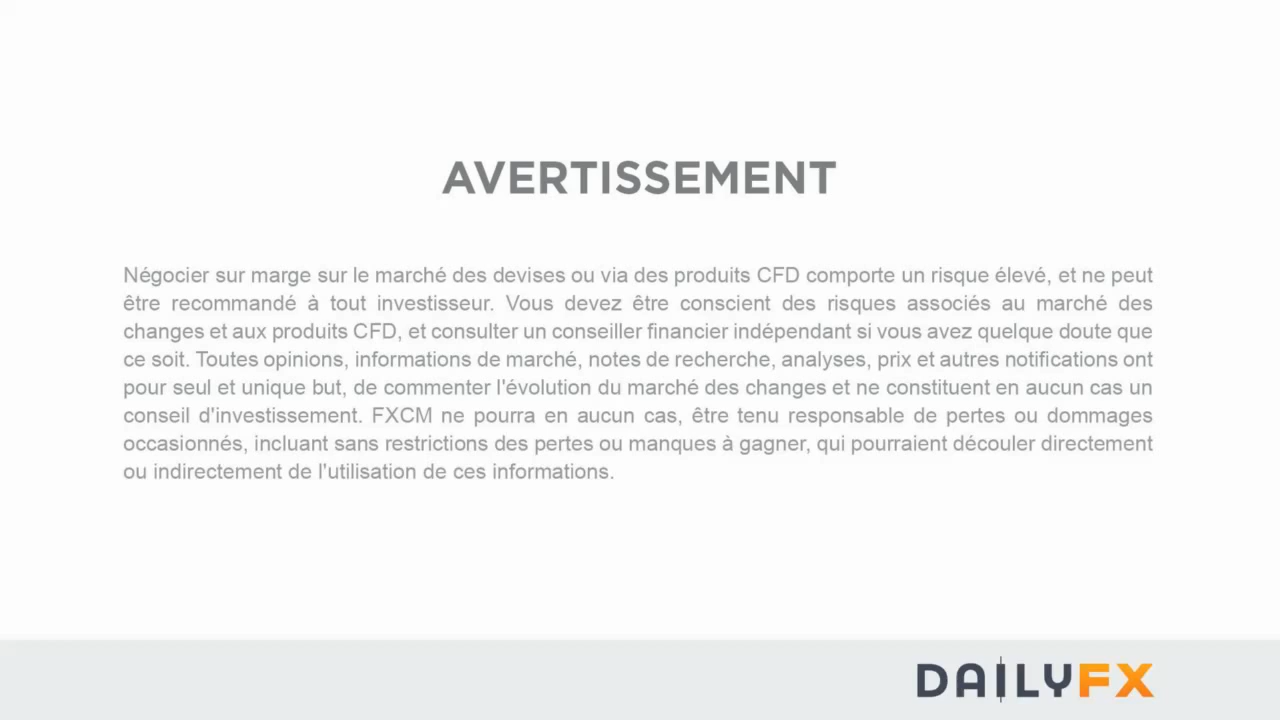 AVERTISSEMENT
Négocier sur marge sur le marché des devises ou via des produits CFD comporte un risque élevé, et ne peut
être recommandé à tout investisseur. Vous devez être conscient des risques associés au marché des
changes et aux produits CFD, et consulter un conseiller financier indépendant si vous avez quelque doute que
ce soit. Toutes opinions, informations de marché, notes de recherche, analyses, prix et autres notifications ont
pour seul et unique but, de commenter l'évolution du marché des changes et ne constituent en aucun cas un
conseil d'investissement. FXCM ne pourra en aucun cas, être tenu responsable de pertes ou dommages
occasionnés, incluant sans restrictions des pertes ou manques à gagner, qui pourraient découler directement
ou indirectement de l'utilisation de ces informations.
DAILYFX